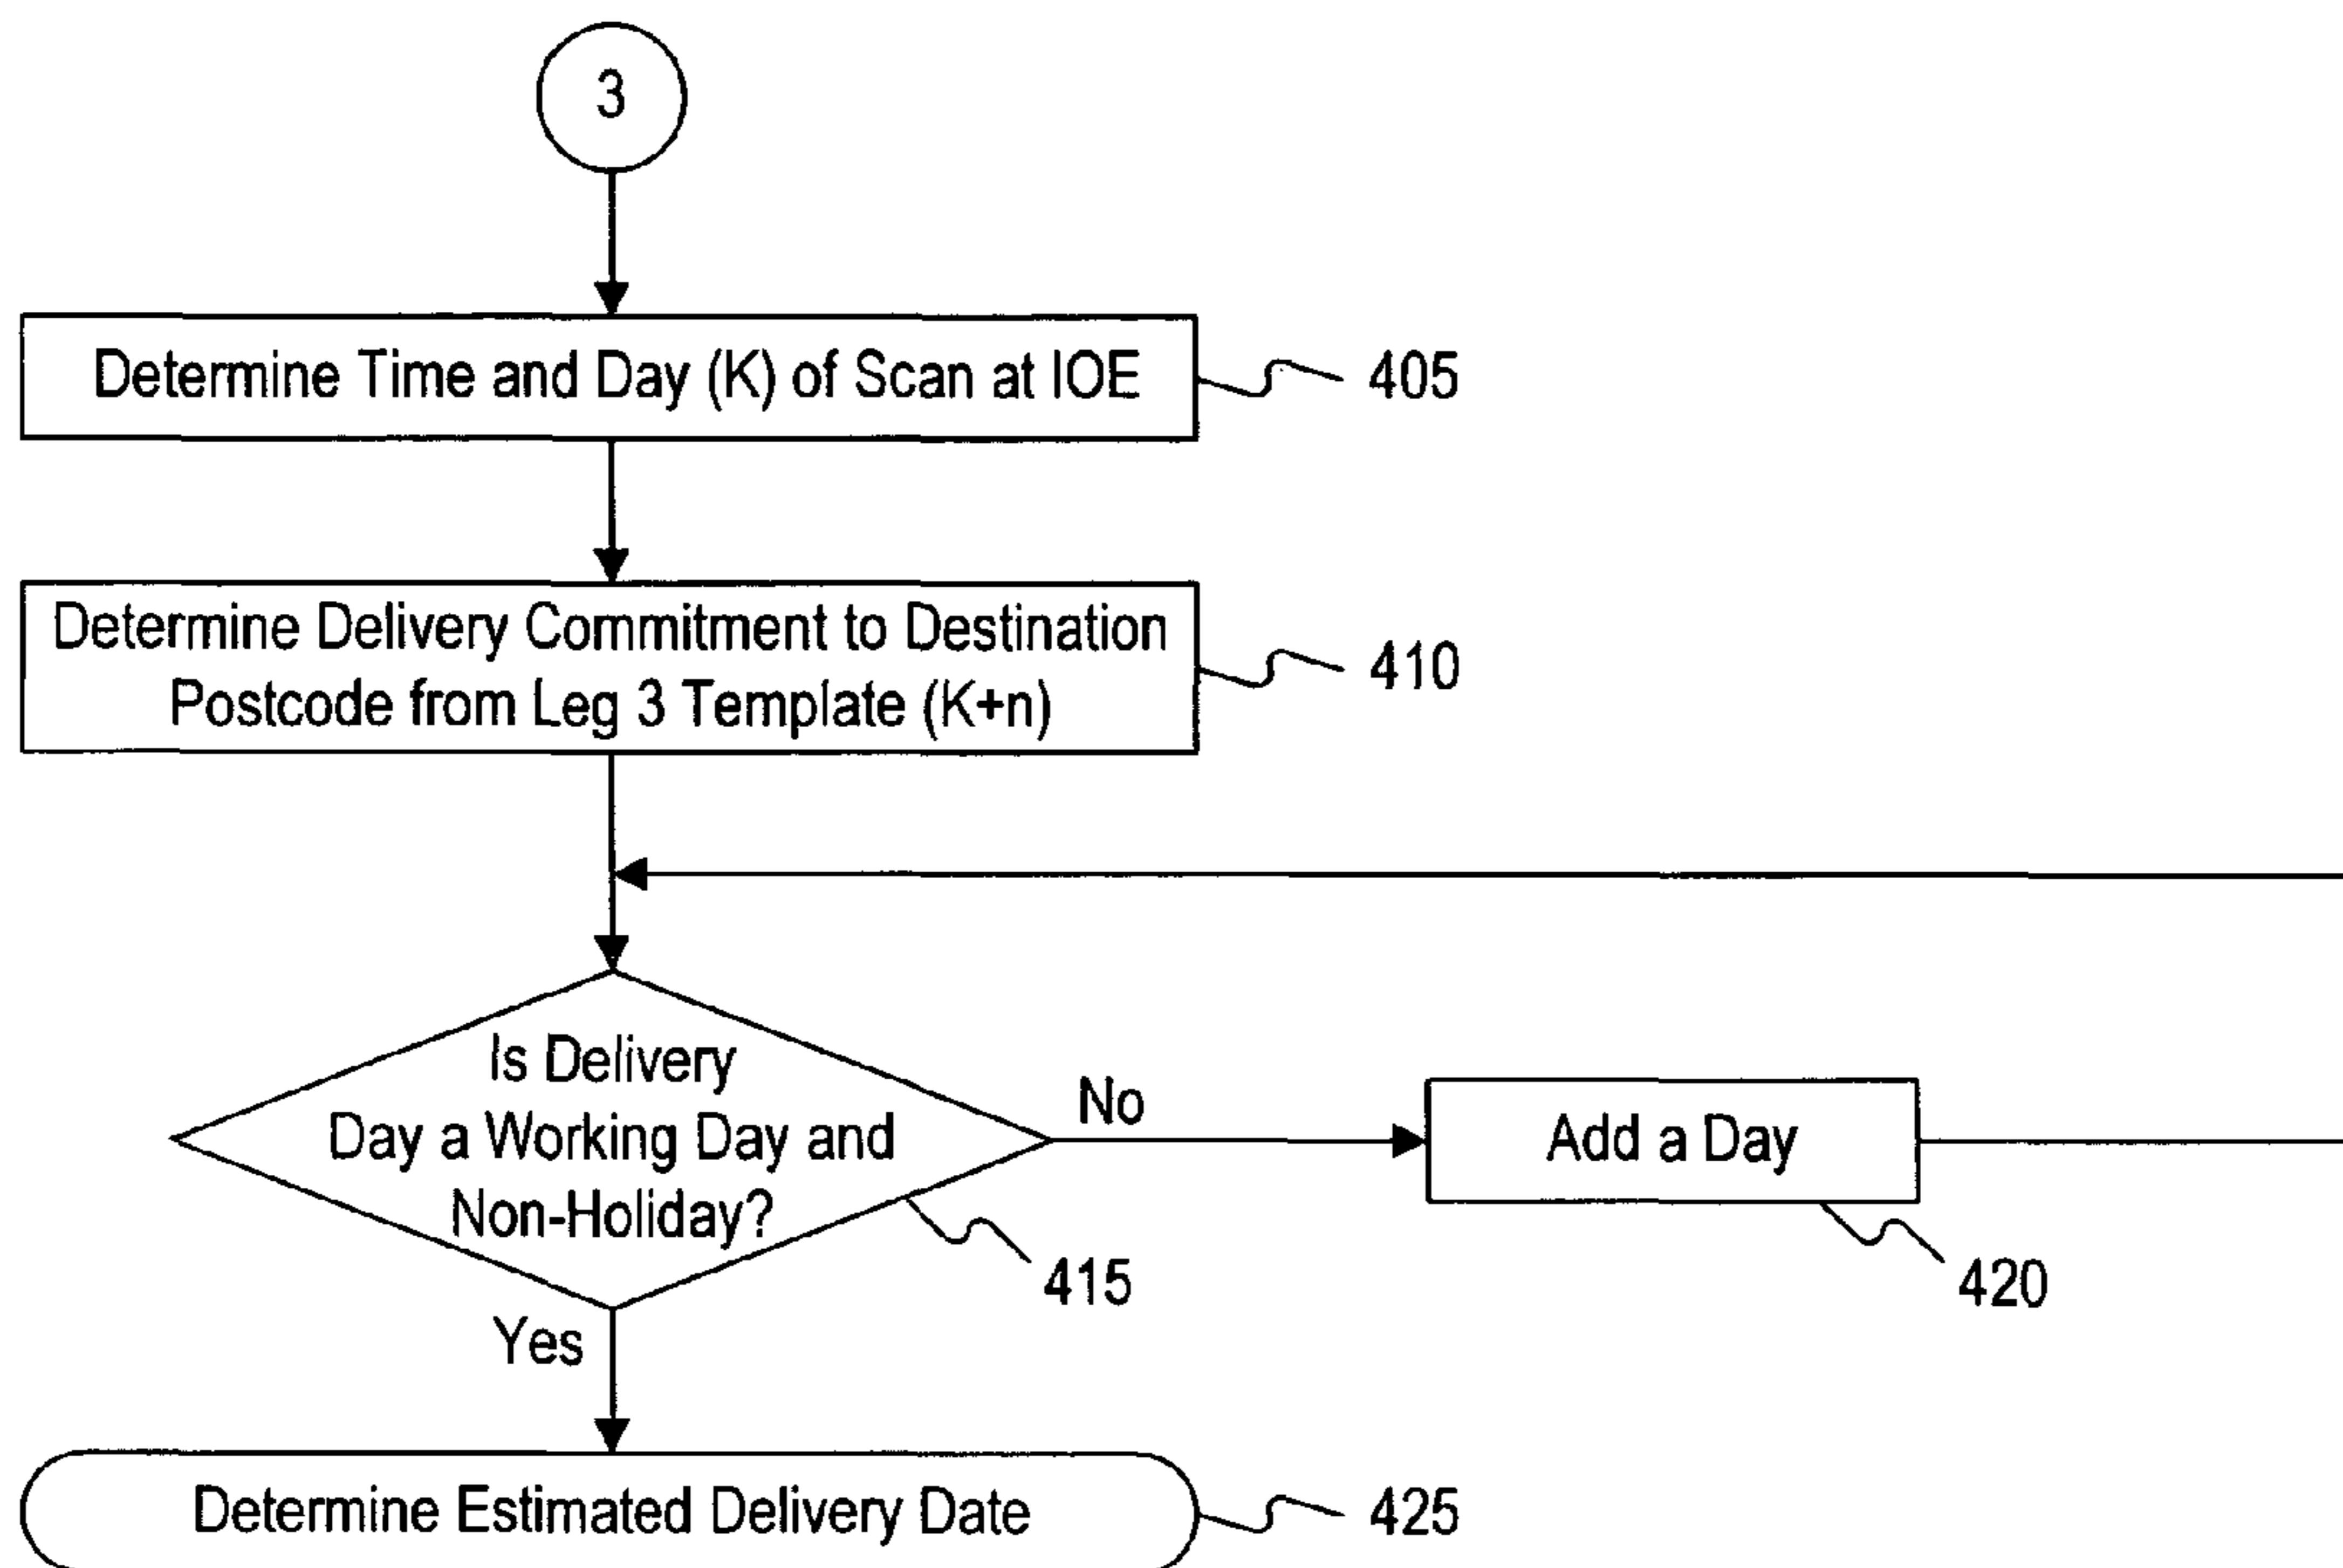 3
Determine Time and Day (K) of Scan at IOE
405
Determine Delivery Commitment to Destination
Postcode from Leg 3 Template (K+n)
410
Is Delivery
Day a Working Day and
Non-Holiday?
415
No
Add a Day
420
Yes
Determine Estimated Delivery Date
425